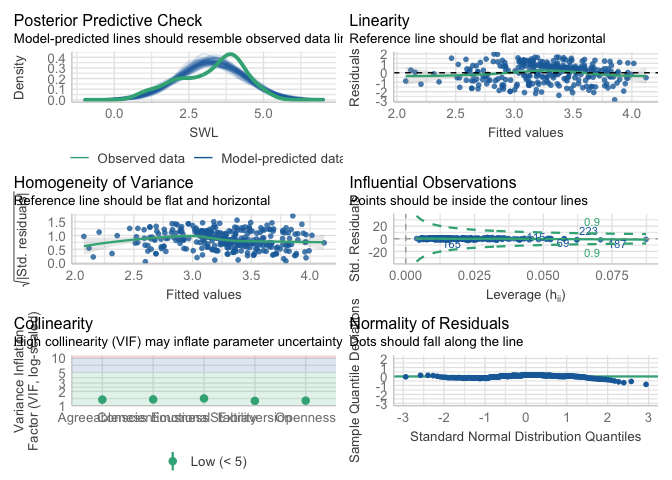 Posterior Predictive Check
Model-predicted lines should resemble observed data lin
Density
0.4
0.3
0.2
0.1
0.0
0.0
2.5
5.0
SWL
Observed data
Model-predicted data
Linearity
Reference line should be flat and horizontal
Residuals
2
1
0
-1
-2
-3
2.0
2.5
3.0
3.5
4.0
Fitted values
Homogeneity of Variance
Reference line should be flat and horizontal
√|Std. residuals|
1.5
1.0
0.5
0.0
2.0
2.5
3.0
3.5
4.0
Fitted values
Influential Observations
Points should be inside the contour lines
Std. Residuals
20
0
-20
0.9
223
69
487
0.9
0.000
0.025
0.050
0.075
Leverage (hii)
Collinearity
High collinearity (VIF) may inflate parameter uncertainty
Variance Inflation
Factor (VIF, log-scaled)
10
5
3
2
1
Agreeableness
Conscientiousness
Emotional Stability
Extraversion
Openness
Low (< 5)
Normality of Residuals
Dots should fall along the line
Sample Quantile Deviations
2
1
0
-1
-2
-3
-3
-2
-1
0
1
2
3
Standard Normal Distribution Quantiles